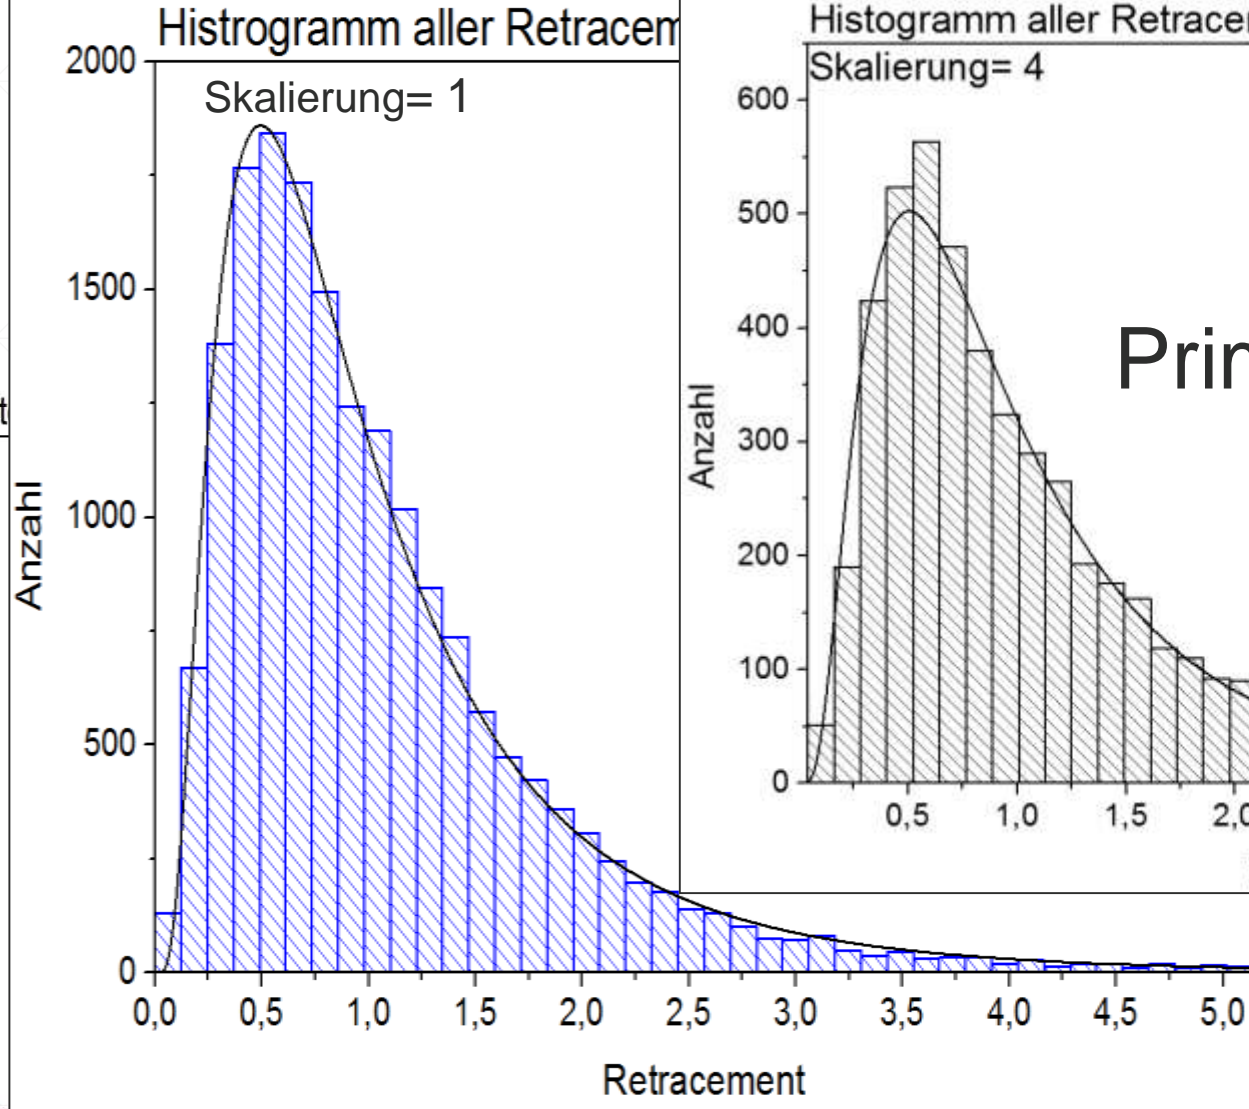 Histrogramm aller Retracem
Skalierung= 1
2000
1500
1000
500
0
Anzahl
0,0 0,5 1,0 1,5 2,0 2,5 3,0 3,5 4,0 4,5 5,0
Retracement
Histogramm aller Retracer
Skalierung= 4
600
500
400
300
200
100
0
Anzahl
Prin
0,5 1,0 1,5 2,0
t